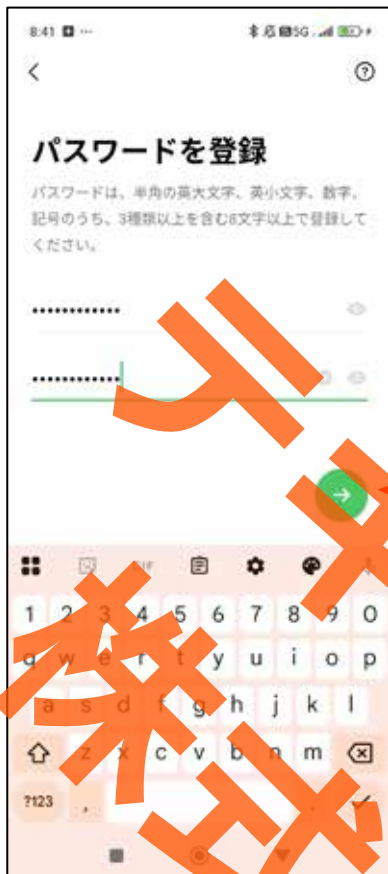 8:41
5G
パスワードを登録
パスワードは、半角の英大文字、英小文字、数字、
記号のうち、3種類以上を含む8文字以上で登録して
ください。
GIF
1 2 3 4 5 6 7 8 9 0
q w e r t y u i o p
a s d f g h j k l
z x c v b n m
?123 , .
株式